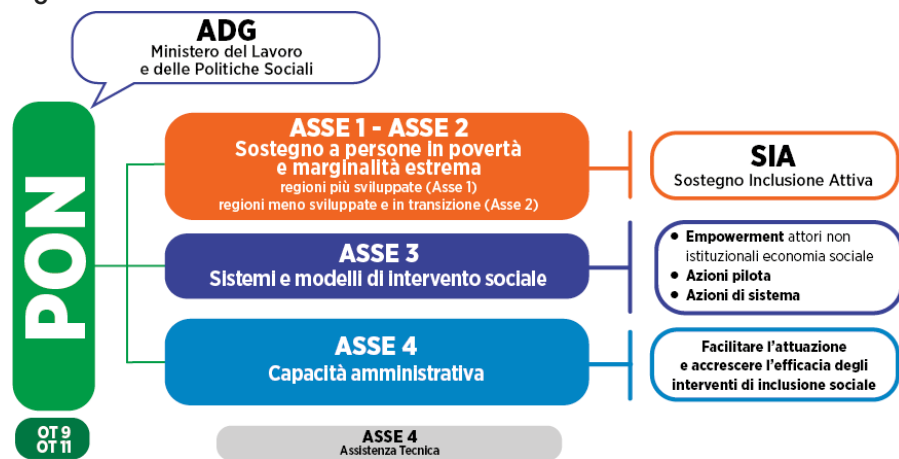 ADG
Ministero del Lavoro
e delle Politiche Sociali
PON
OT 9
OT 11
ASSE 1 - ASSE 2
Sostegno a persone in povertà
e marginalità estrema
regioni più sviluppate (Asse 1)
regioni meno sviluppate e in transizione (Asse 2)
SIA
Sostegno Inclusione Attiva
ASSE 3
Sistemi e modelli di intervento sociale
• Empowerment attori non
istituzionali economia sociale
• Azioni pilota
• Azioni di sistema
ASSE 4
Capacità amministrativa
Facilitare l'attuazione
e accrescere l'efficacia degli
interventi di inclusione sociale
ASSE 4
Assistenza Tecnica